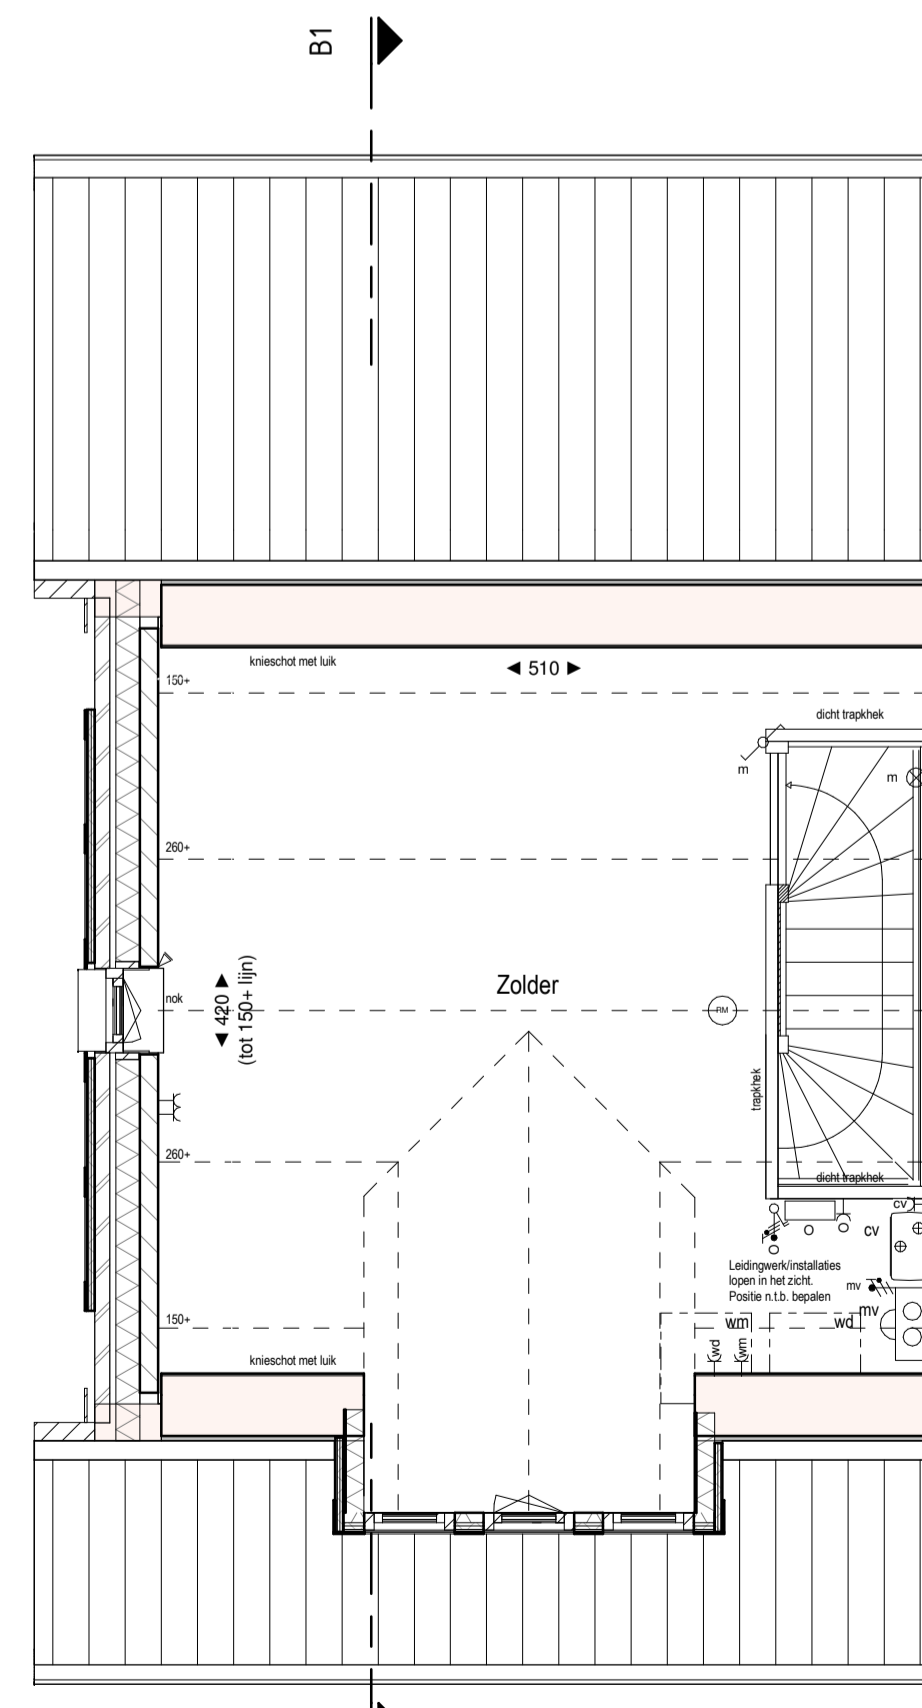 B1
knieschot met luik
◄ 510 ►
150+
dicht trapkhek
m
m
260+
Zolder
nok
◄ 420 ►
(tot 150+ lijn)
RM
trapkhek
260+
dicht trapkhek
cv
cv
Leidingwerk/installaties
lopen in het zicht.
Positie n.t.b. bepalen
mv
mv
150+
wm
wd
wd
wm
knieschot met luik